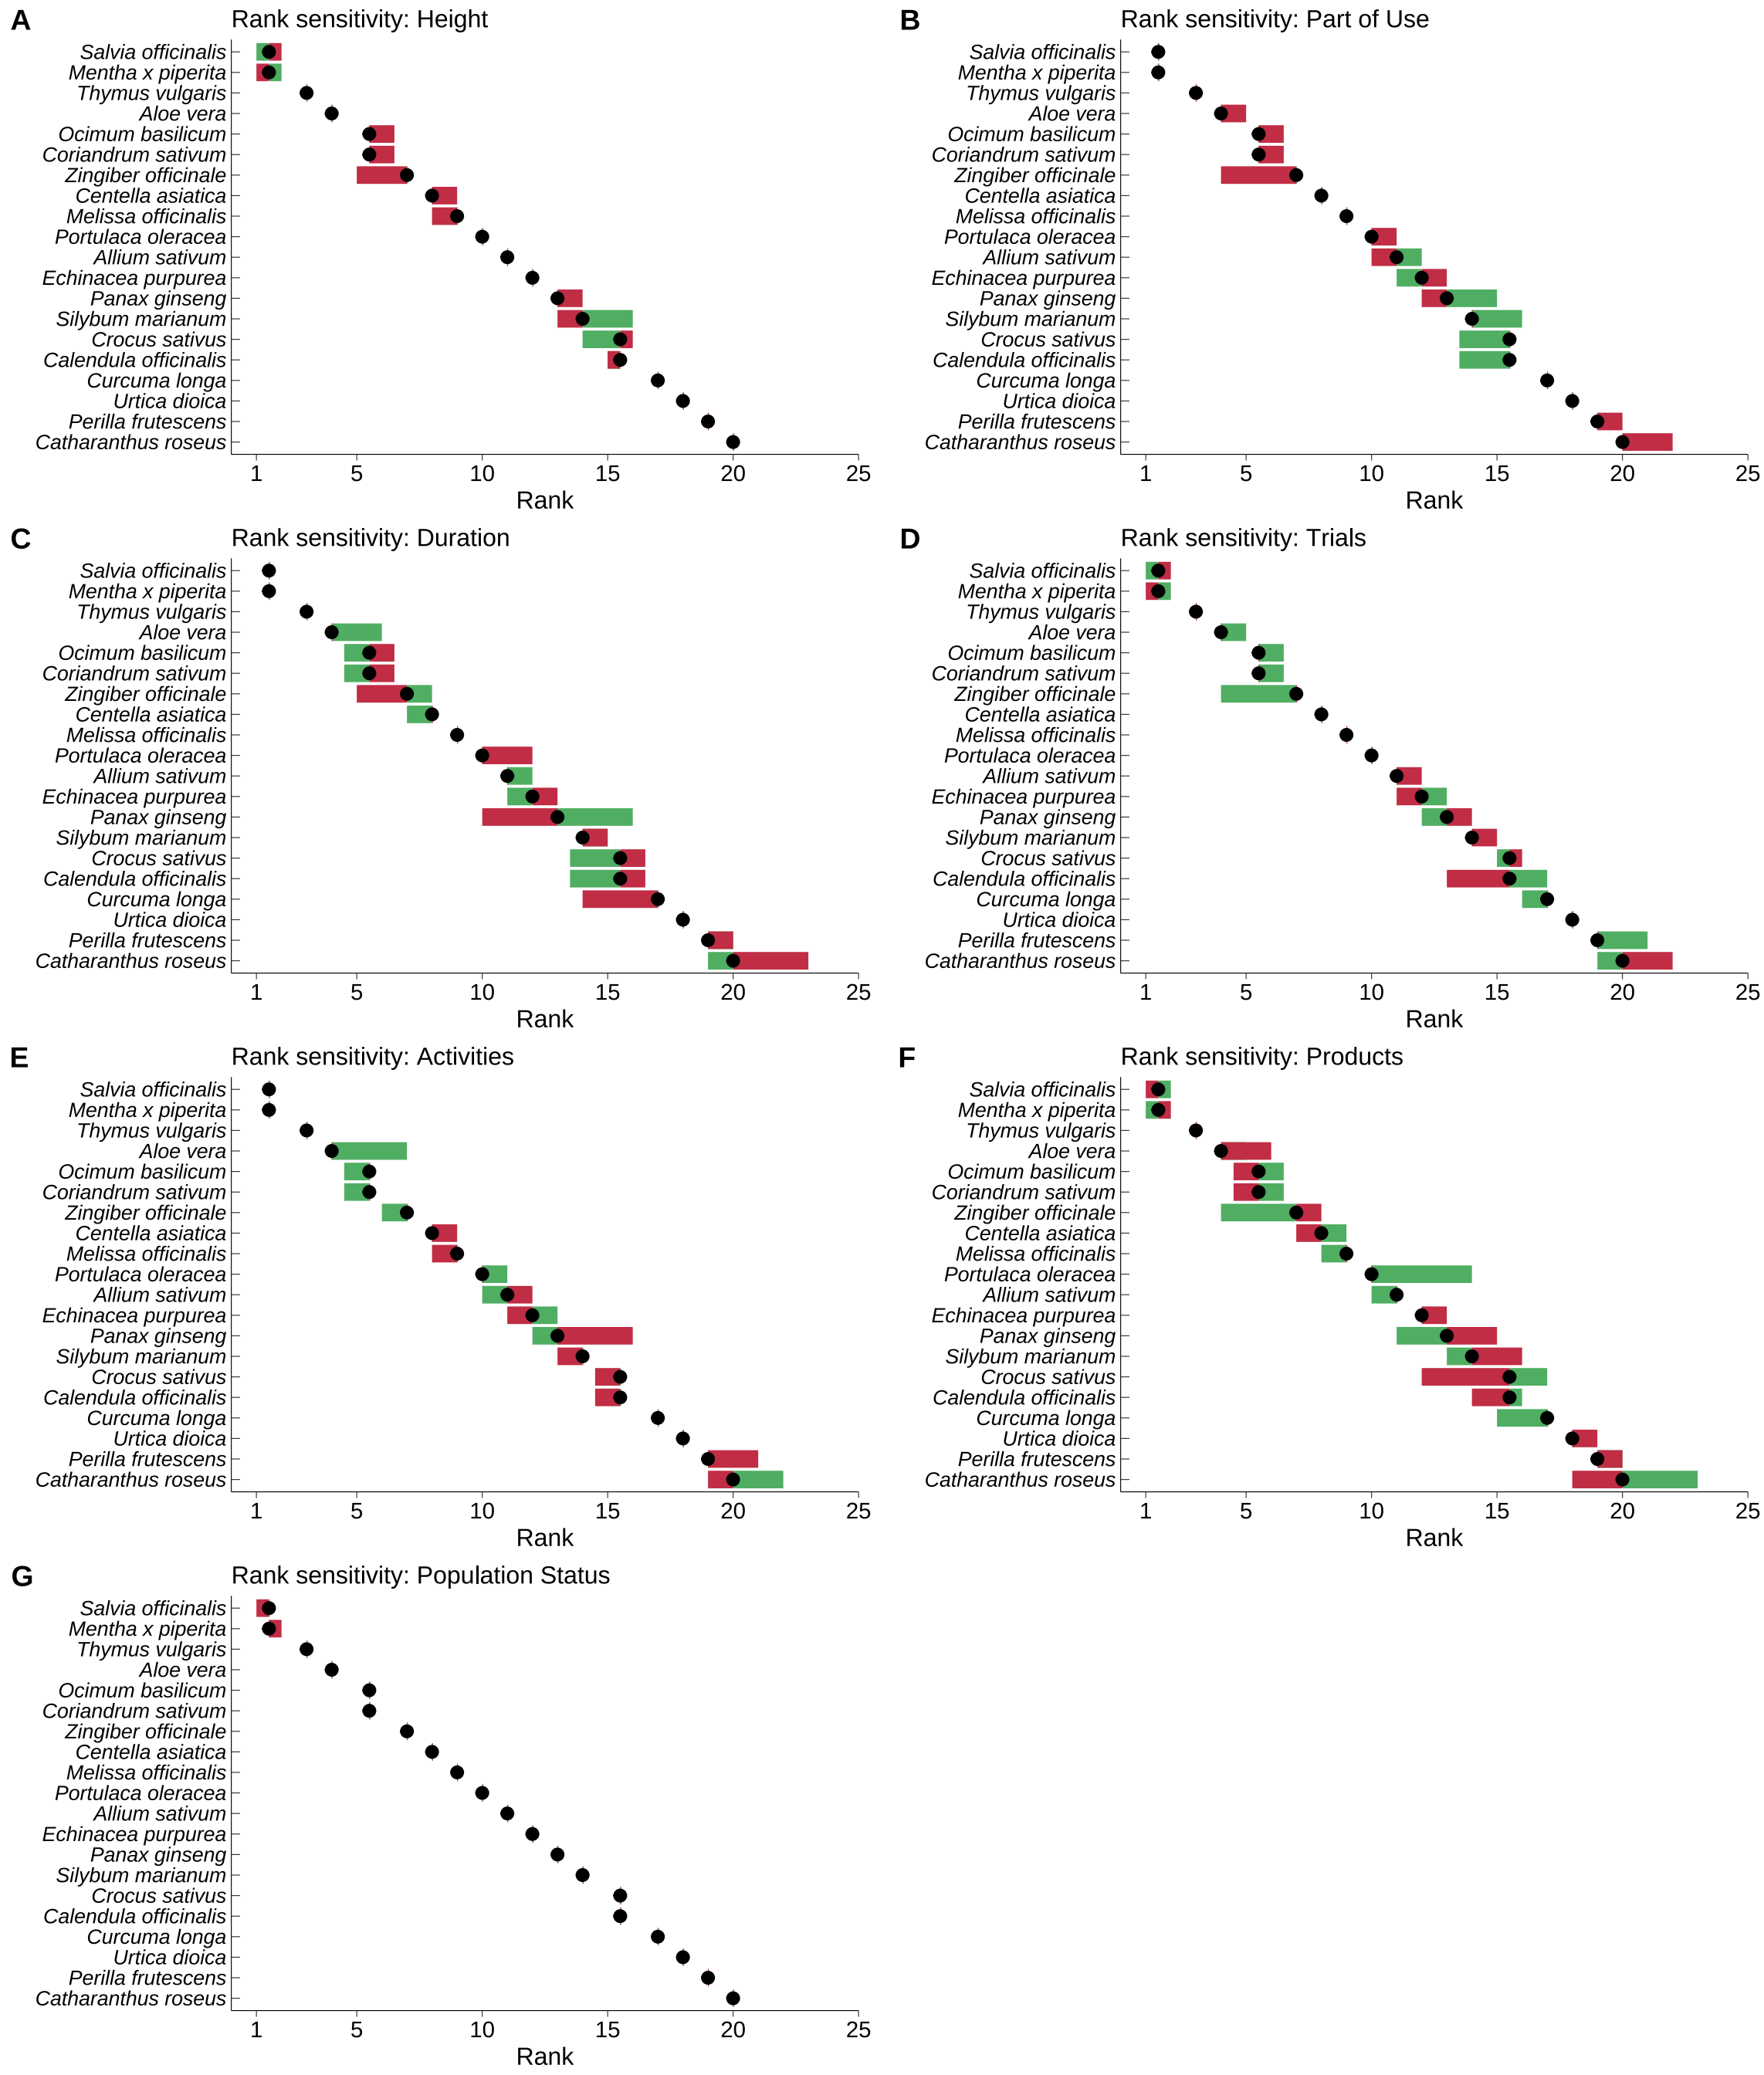 A
Rank sensitivity: Height
Salvia officinalis
Mentha x piperita
Thymus vulgaris
Aloe vera
Ocimum basilicum
Coriandrum sativum
Zingiber officinale
Centella asiatica
Melissa officinalis
Portulaca oleracea
Allium sativum
Echinacea purpurea
Panax ginseng
Silybum marianum
Crocus sativus
Calendula officinalis
Curcuma longa
Urtica dioica
Perilla frutescens
Catharanthus roseus
1 5 10 15 20 25
Rank
B
Rank sensitivity: Part of Use
Salvia officinalis
Mentha x piperita
Thymus vulgaris
Aloe vera
Ocimum basilicum
Coriandrum sativum
Zingiber officinale
Centella asiatica
Melissa officinalis
Portulaca oleracea
Allium sativum
Echinacea purpurea
Panax ginseng
Silybum marianum
Crocus sativus
Calendula officinalis
Curcuma longa
Urtica dioica
Perilla frutescens
Catharanthus roseus
1 5 10 15 20 25
Rank
C
Rank sensitivity: Duration
Salvia officinalis
Mentha x piperita
Thymus vulgaris
Aloe vera
Ocimum basilicum
Coriandrum sativum
Zingiber officinale
Centella asiatica
Melissa officinalis
Portulaca oleracea
Allium sativum
Echinacea purpurea
Panax ginseng
Silybum marianum
Crocus sativus
Calendula officinalis
Curcuma longa
Urtica dioica
Perilla frutescens
Catharanthus roseus
1 5 10 15 20 25
Rank
D
Rank sensitivity: Trials
Salvia officinalis
Mentha x piperita
Thymus vulgaris
Aloe vera
Ocimum basilicum
Coriandrum sativum
Zingiber officinale
Centella asiatica
Melissa officinalis
Portulaca oleracea
Allium sativum
Echinacea purpurea
Panax ginseng
Silybum marianum
Crocus sativus
Calendula officinalis
Curcuma longa
Urtica dioica
Perilla frutescens
Catharanthus roseus
1 5 10 15 20 25
Rank
E
Rank sensitivity: Activities
Salvia officinalis
Mentha x piperita
Thymus vulgaris
Aloe vera
Ocimum basilicum
Coriandrum sativum
Zingiber officinale
Centella asiatica
Melissa officinalis
Portulaca oleracea
Allium sativum
Echinacea purpurea
Panax ginseng
Silybum marianum
Crocus sativus
Calendula officinalis
Curcuma longa
Urtica dioica
Perilla frutescens
Catharanthus roseus
1 5 10 15 20 25
Rank
F
Rank sensitivity: Products
Salvia officinalis
Mentha x piperita
Thymus vulgaris
Aloe vera
Ocimum basilicum
Coriandrum sativum
Zingiber officinale
Centella asiatica
Melissa officinalis
Portulaca oleracea
Allium sativum
Echinacea purpurea
Panax ginseng
Silybum marianum
Crocus sativus
Calendula officinalis
Curcuma longa
Urtica dioica
Perilla frutescens
Catharanthus roseus
1 5 10 15 20 25
Rank
G
Rank sensitivity: Population Status
Salvia officinalis
Mentha x piperita
Thymus vulgaris
Aloe vera
Ocimum basilicum
Coriandrum sativum
Zingiber officinale
Centella asiatica
Melissa officinalis
Portulaca oleracea
Allium sativum
Echinacea purpurea
Panax ginseng
Silybum marianum
Crocus sativus
Calendula officinalis
Curcuma longa
Urtica dioica
Perilla frutescens
Catharanthus roseus
1 5 10 15 20 25
Rank